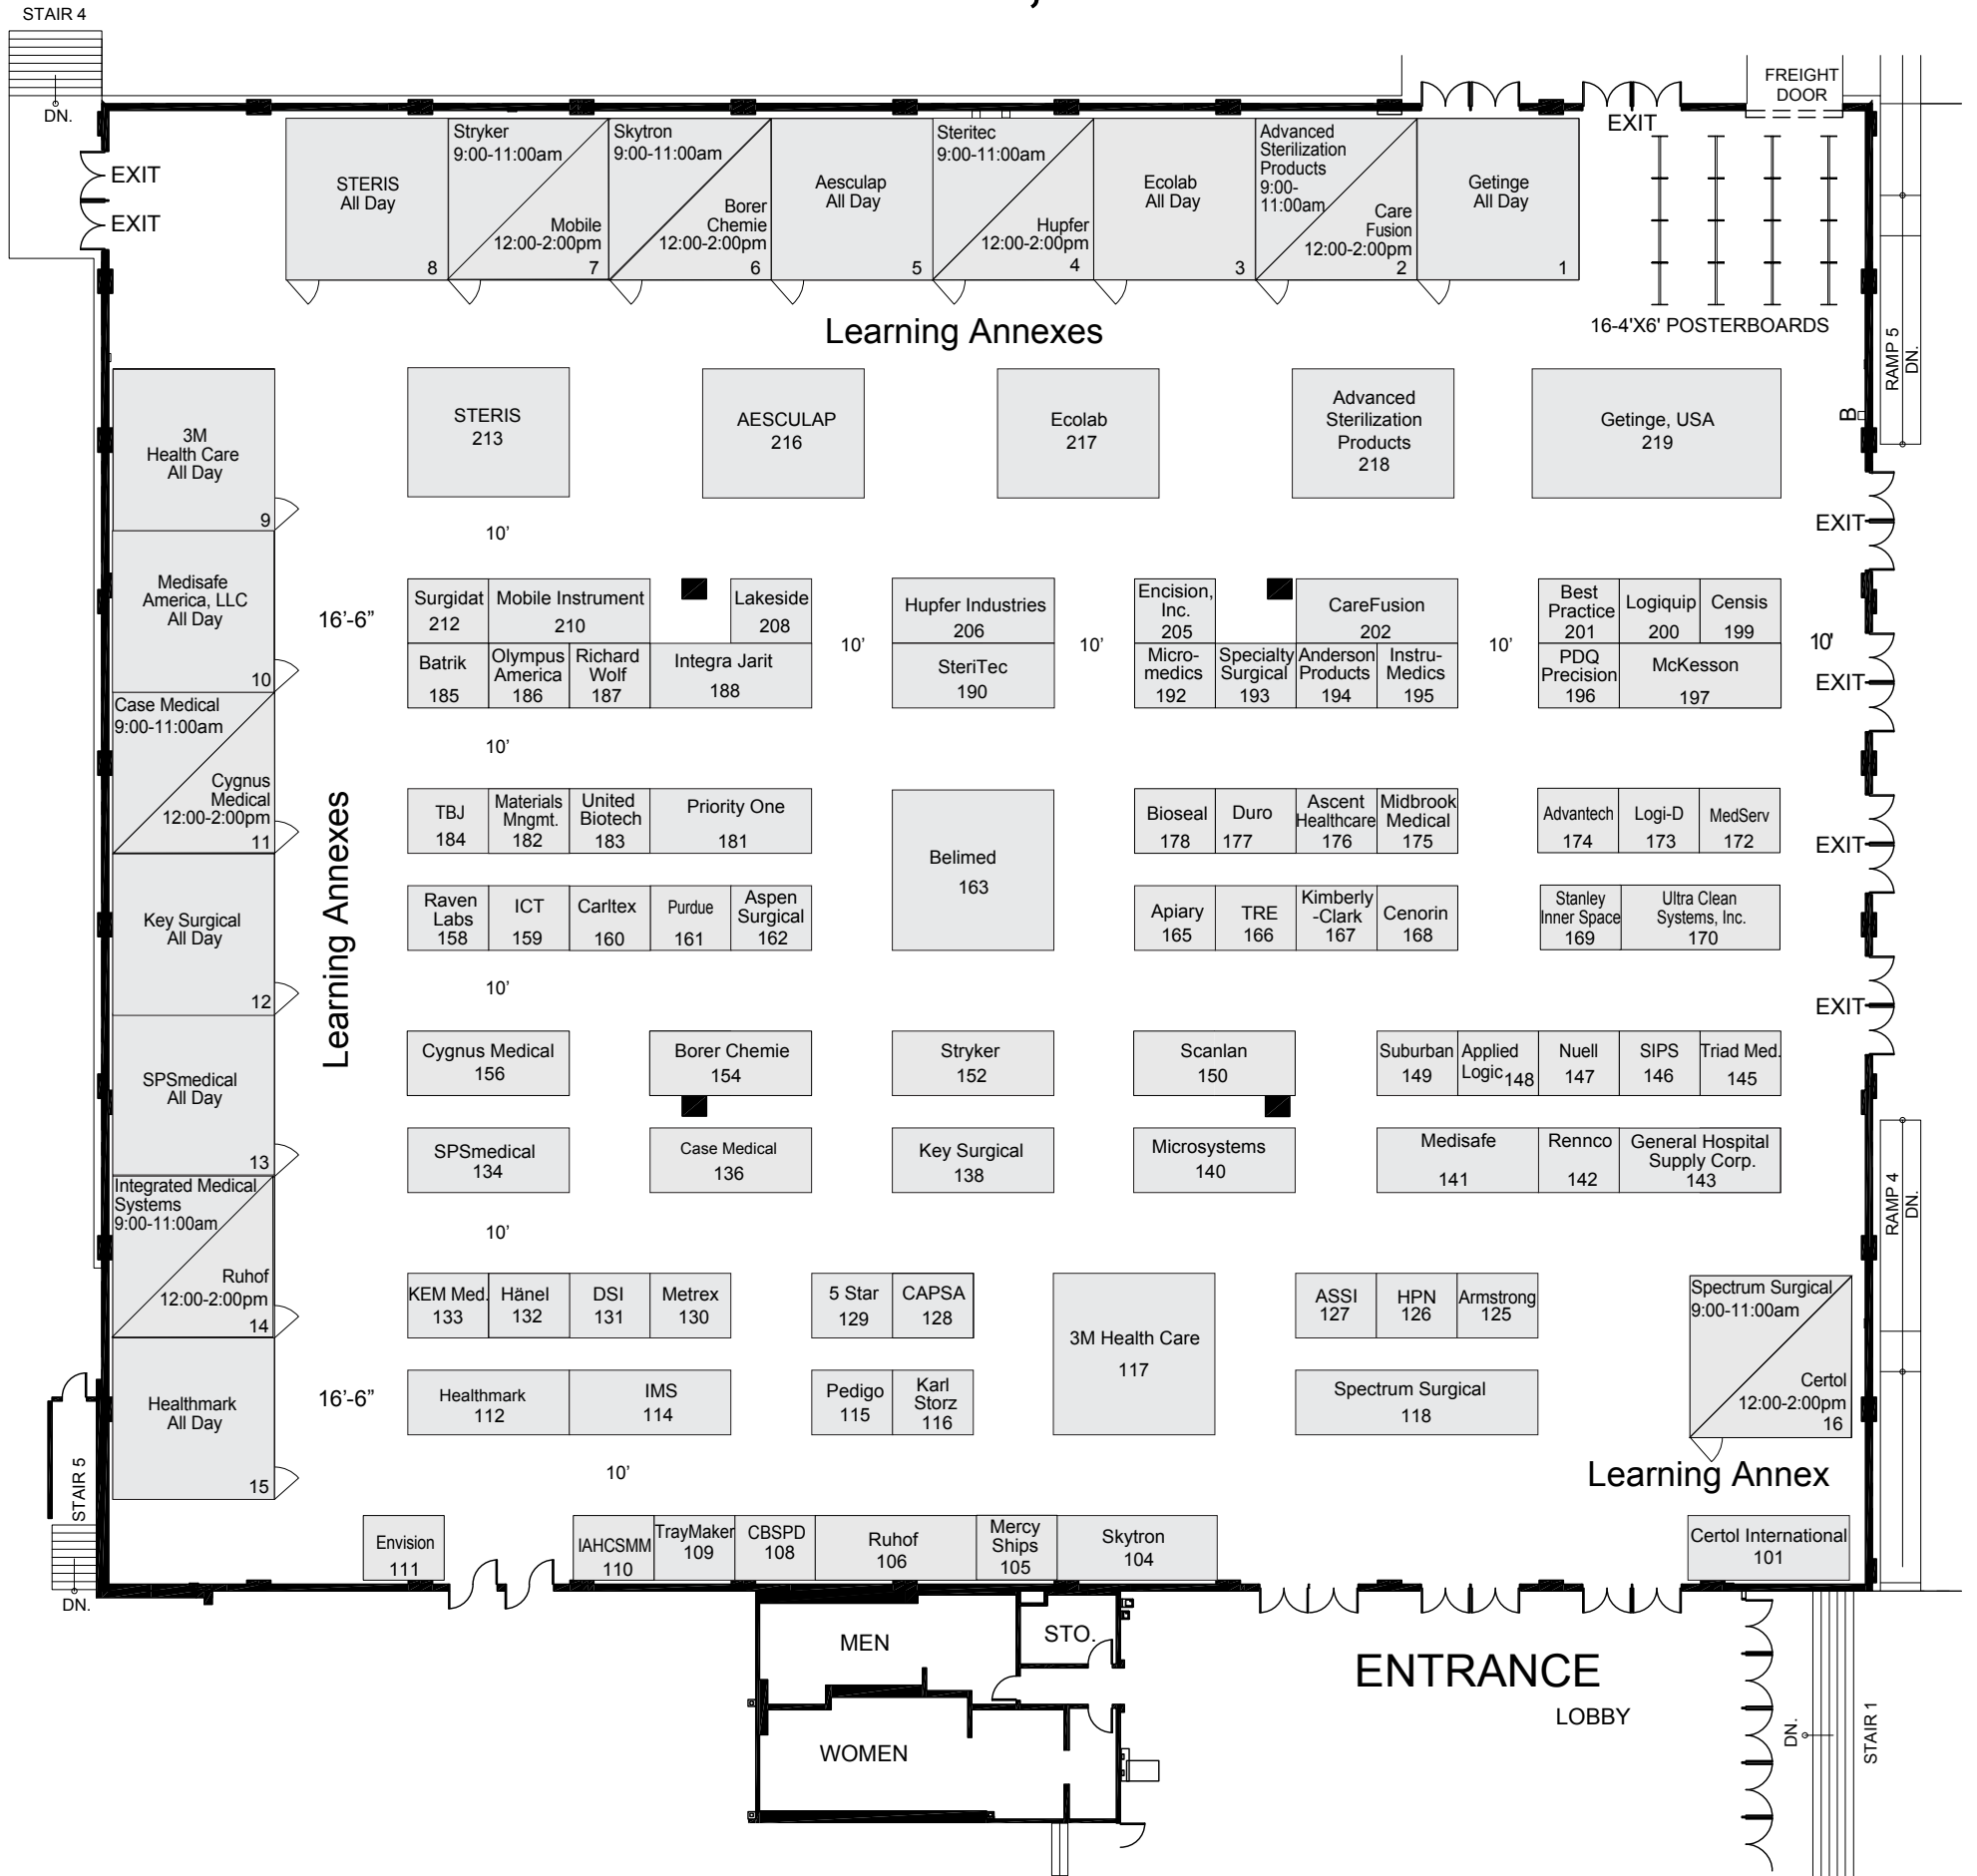 STAIR 4
DN.
EXIT
EXIT
FREIGHT
DOOR
EXIT
STERIS
All Day
8
Stryker
9:00-11:00am
Mobile
12:00-2:00pm
7
Skytron
9:00-11:00am
Borer
Chemie
12:00-2:00pm
6
Aesculap
All Day
5
Steritec
9:00-11:00am
Hupfer
12:00-2:00pm
4
Ecolab
All Day
3
Advanced
Sterilization
Products
9:00-
11:00am
Care
Fusion
12:00-2:00pm
2
Getinge
All Day
1
16-4'X6' POSTERBOARDS
Learning Annexes
RAMP 5
DN.
B
3M
Health Care
All Day
9
Medisafe
America, LLC
All Day
10
Case Medical
9:00-11:00am
Cygnus
Medical
12:00-2:00pm
11
Key Surgical
All Day
12
SPSmedical
All Day
13
Integrated Medical
Systems
9:00-11:00am
Ruhof
12:00-2:00pm
14
Healthmark
All Day
15
Learning Annexes
STERIS
213
AESCULAP
216
Ecolab
217
Advanced
Sterilization
Products
218
Getinge, USA
219
10'
EXIT
16'-6"
Surgidat
212
Mobile Instrument
210
Lakeside
208
10'
Hupfer Industries
206
10'
Encision,
Inc.
205
CareFusion
202
10'
Best
Practice
201
Logiquip
200
Censis
199
10'
Batrik
185
Olympus
America
186
Richard
Wolf
187
Integra Jarit
188
SteriTec
190
Micro-
medics
192
Specialty
Surgical
193
Anderson
Products
194
Instru-
Medics
195
PDQ
Precision
196
McKesson
197
EXIT
10'
TBJ
184
Materials
Mngmt.
182
United
Biotech
183
Priority One
181
Belimed
163
Bioseal
178
Duro
177
Ascent
Healthcare
176
Midbrook
Medical
175
Advantech
174
Logi-D
173
MedServ
172
EXIT
Raven
Labs
158
ICT
159
Carltex
160
Purdue
161
Aspen
Surgical
162
Apiary
165
TRE
166
Kimberly
-Clark
167
Cenorin
168
Stanley
Inner Space
169
Ultra Clean
Systems, Inc.
170
10'
EXIT
Cygnus Medical
156
Borer Chemie
154
Stryker
152
Scanlan
150
Suburban
149
Applied
Logic 148
Nuell
147
SIPS
146
Triad Med.
145
SPSmedical
134
Case Medical
136
Key Surgical
138
Microsystems
140
Medisafe
141
Rennco
142
General Hospital
Supply Corp.
143
RAMP 4
DN.
10'
KEM Med.
133
Hänel
132
DSI
131
Metrex
130
5 Star
129
CAPSA
128
3M Health Care
117
ASSI
127
HPN
126
Armstrong
125
Spectrum Surgical
9:00-11:00am
Certol
12:00-2:00pm
16
16'-6"
Healthmark
112
IMS
114
Pedigo
115
Karl
Storz
116
Spectrum Surgical
118
Learning Annex
10'
STAIR 5
DN.
Envision
111
IAHCSMM
110
TrayMaker
109
CBSPD
108
Ruhof
106
Mercy
Ships
105
Skytron
104
Certol International
101
MEN
STO.
WOMEN
ENTRANCE
LOBBY
DN.
STAIR 1